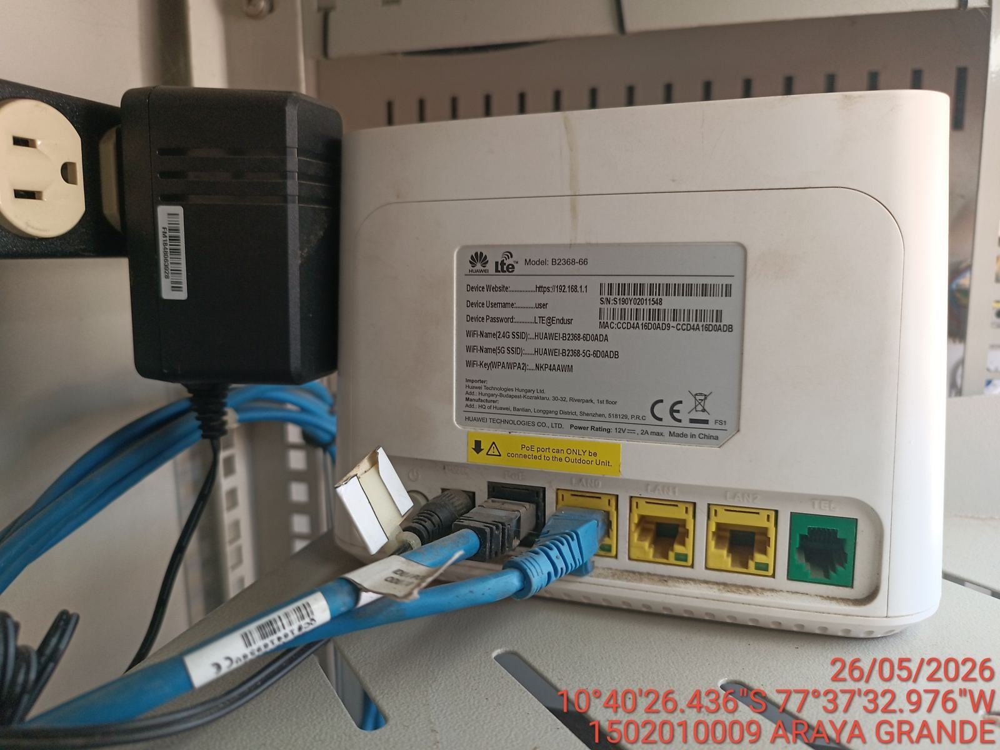 FM1848063928
HUAWEI
Lte™ Model: B2368-66
Device Website:................https://192.168.1.1
Device Username:............user
Device Password:............LTE@Endusr
S/N:S190Y02011548
MAC:CCD4A16D0AD9~CCD4A16D0ADB
WiFi-Name(2.4G SSID):...HUAWEI-B2368-6D0ADA
WiFi-Name(5G SSID):......HUAWEI-B2368-5G-6D0ADB
WiFi-Key(WPA/WPA2):....NKP4AAWM
Importer:
Huawei Technologies Hungary Ltd.
Add.: Hungary-Budapest-Kozraktaru. 30-32, Riverpark, 1st floor
Manufacturer:
Add.: HQ of Huawei, Bantian, Longgang District, Shenzhen, 518129, P.R.C
CE
FS1
HUAWEI TECHNOLOGIES CO., LTD. Power Rating: 12V⎓, 2A max. Made in China
PoE port can ONLY be
connected to the Outdoor Unit.
PoE LAN0 LAN1 LAN2 TEL
26/05/2026
10°40'26.436"S 77°37'32.976"W
1502010009 ARAYA GRANDE